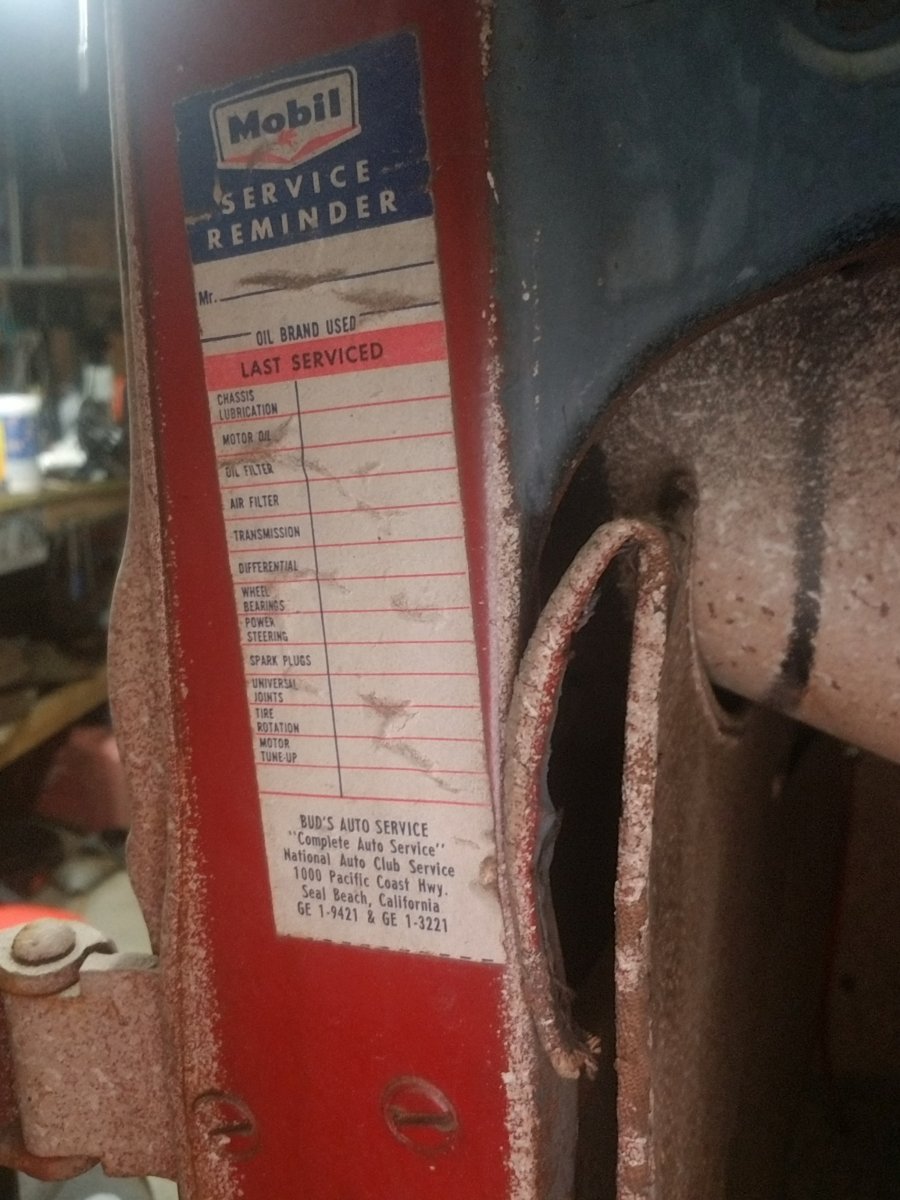 Mobil
SERVICE
REMINDER
Mr.
OIL BRAND USED
LAST SERVICED
CHASSIS
LUBRICATION
MOTOR OIL
OIL FILTER
AIR FILTER
TRANSMISSION
DIFFERENTIAL
WHEEL
BEARINGS
POWER
STEERING
SPARK PLUGS
UNIVERSAL
JOINTS
TIRE
ROTATION
MOTOR
TUNE-UP
BUD'S AUTO SERVICE
"Complete Auto Service"
National Auto Club Service
1000 Pacific Coast Hwy.
Seal Beach, California
GE 1-9421 & GE 1-3221